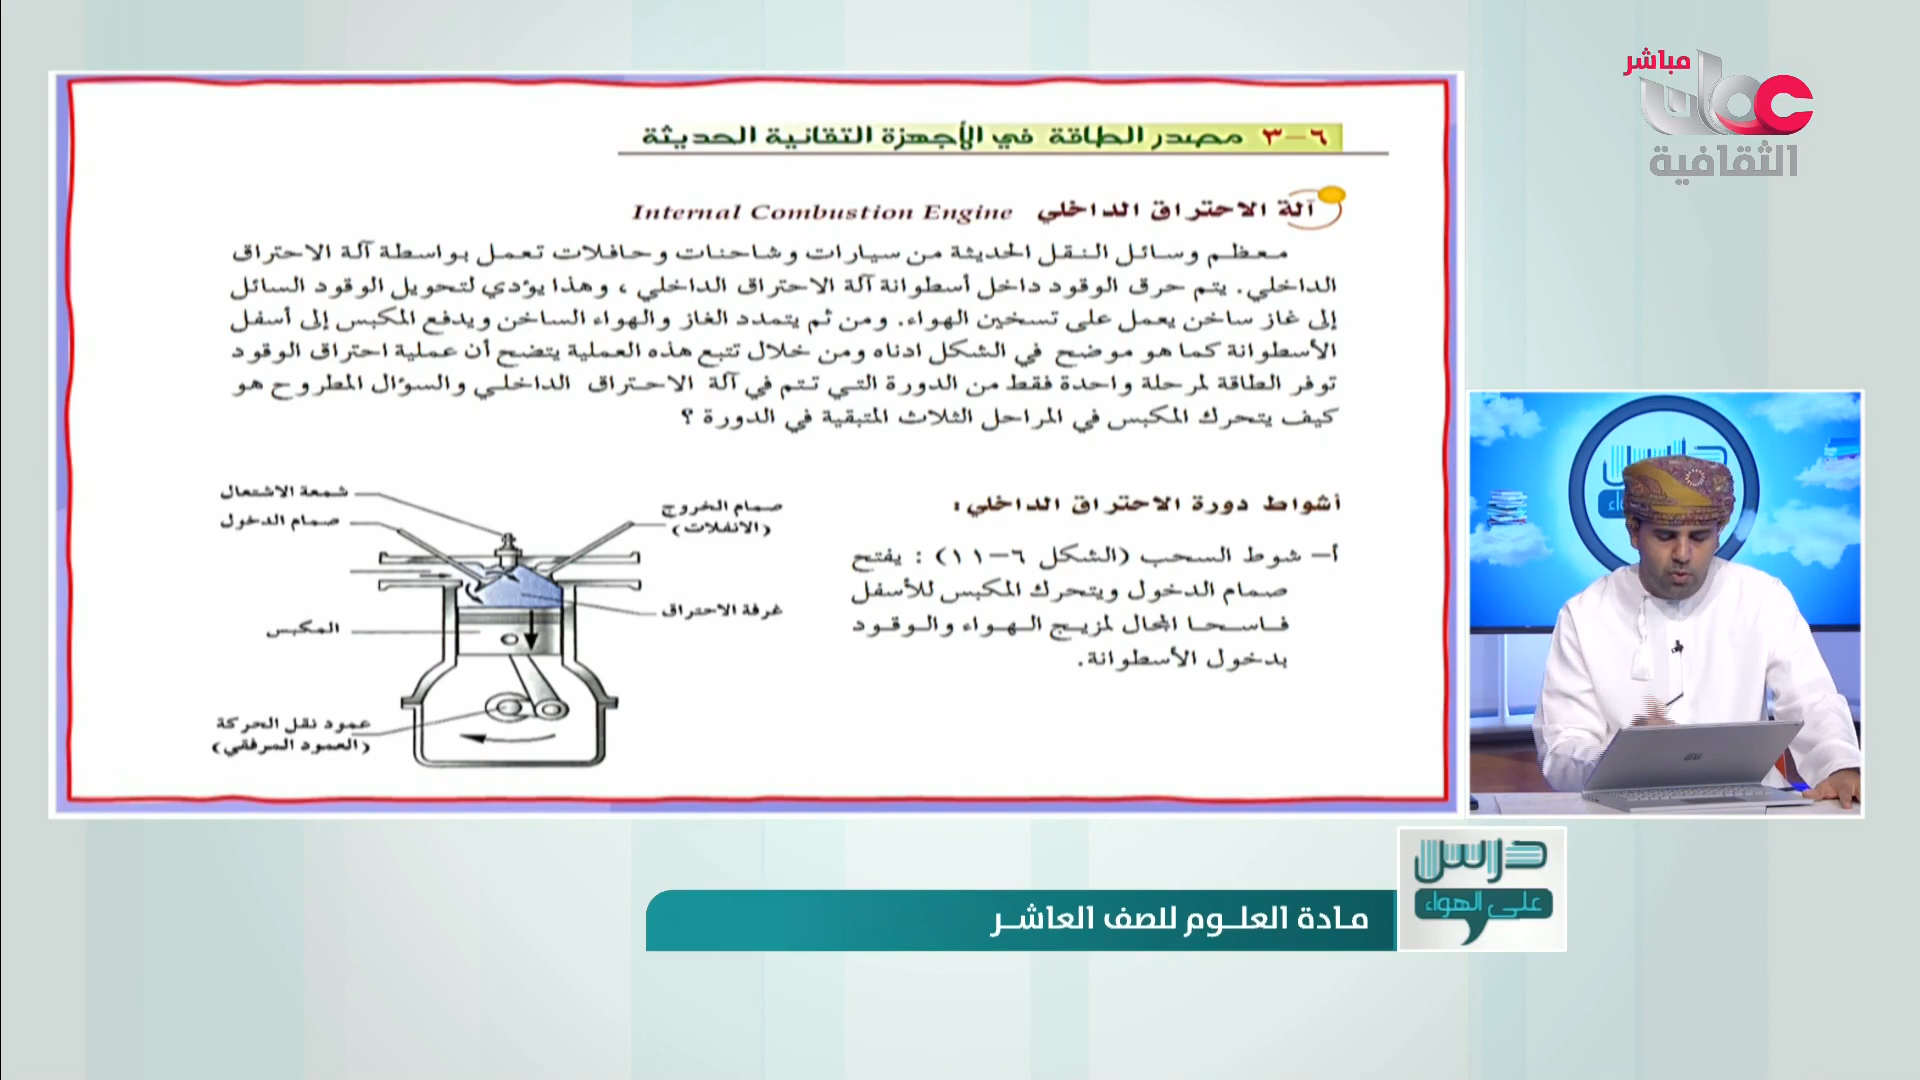 مباشر
عمان
الثقافية
٦-٣ مصدر الطاقة في الأجهزة التقانية الحديثة
آلة الاحتراق الداخلي Internal Combustion Engine
معظم وسائل النقل الحديثة من سيارات وشاحنات وحافلات تعمل بواسطة آلة الاحتراق
الداخلي. يتم حرق الوقود داخل أسطوانة آلة الاحتراق الداخلي ، وهذا يؤدي لتحويل الوقود السائل
إلى غاز ساخن يعمل على تسخين الهواء. ومن ثم يتمدد الغاز والهواء الساخن ويدفع المكبس إلى أسفل
الأسطوانة كما هو موضح في الشكل ادناه ومن خلال تتبع هذه العملية يتضح أن عملية احتراق الوقود
توفر الطاقة لمرحلة واحدة فقط من الدورة التي تتم في آلة الاحتراق الداخلي والسؤال المطروح هو
كيف يتحرك المكبس في المراحل الثلاث المتبقية في الدورة ؟
أشواط دورة الاحتراق الداخلي:
أ- شوط السحب (الشكل ٦-١١) : يفتح
صمام الدخول ويتحرك المكبس للأسفل
فاسحا المجال لمزيج الهواء والوقود
بدخول الأسطوانة.
شمعة الاشتعال
صمام الدخول
صمام الخروج
(الانفلات)
غرفة الاحتراق
المكبس
عمود نقل الحركة
(العمود المرفقي)
درس
على الهواء
مادة العلوم للصف العاشر